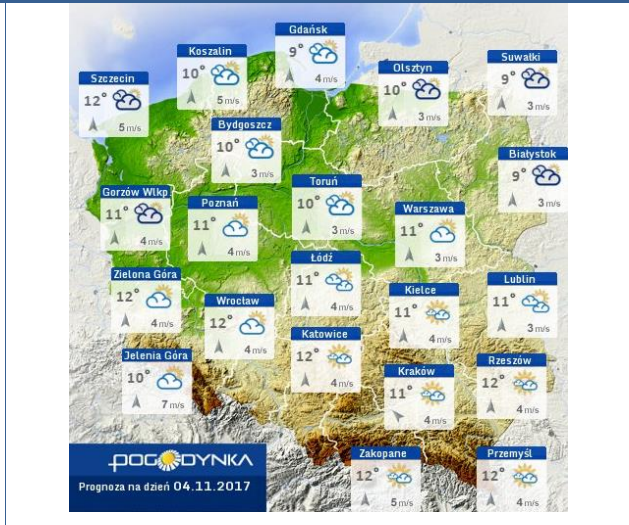 Gdańsk
9°
4 m/s
Koszalin
10°
5 m/s
Suwałki
9°
3 m/s
Olsztyn
10°
3 m/s
Szczecin
12°
5 m/s
Bydgoszcz
10°
3 m/s
Białystok
9°
3 m/s
Toruń
10°
3 m/s
Gorzów Wlkp
11°
4 m/s
Poznań
11°
4 m/s
Warszawa
11°
3 m/s
Łódź
11°
4 m/s
Zielona Góra
12°
4 m/s
Lublin
11°
3 m/s
Kielce
11°
4 m/s
Wrocław
12°
4 m/s
Katowice
12°
4 m/s
Jelenia Góra
10°
7 m/s
Rzeszów
12°
4 m/s
Kraków
11°
4 m/s
Zakopane
12°
5 m/s
Przemyśl
12°
4 m/s
POGODYNKA
Prognoza na dzień 04.11.2017